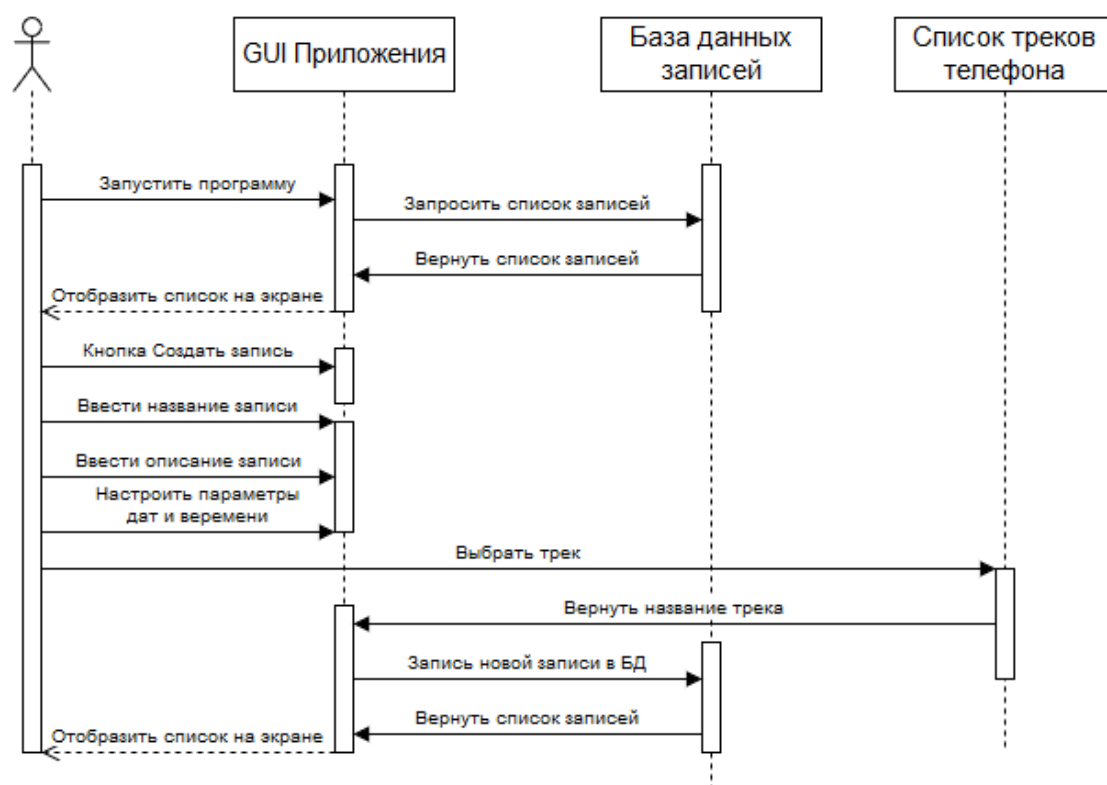 GUI Приложения
База данных
записей
Список треков
телефона
Запустить программу
Запросить список записей
Вернуть список записей
Отобразить список на экране
Кнопка Создать запись
Ввести название записи
Ввести описание записи
Настроить параметры
дат и веремени
Выбрать трек
Вернуть название трека
Запись новой записи в БД
Вернуть список записей
Отобразить список на экране